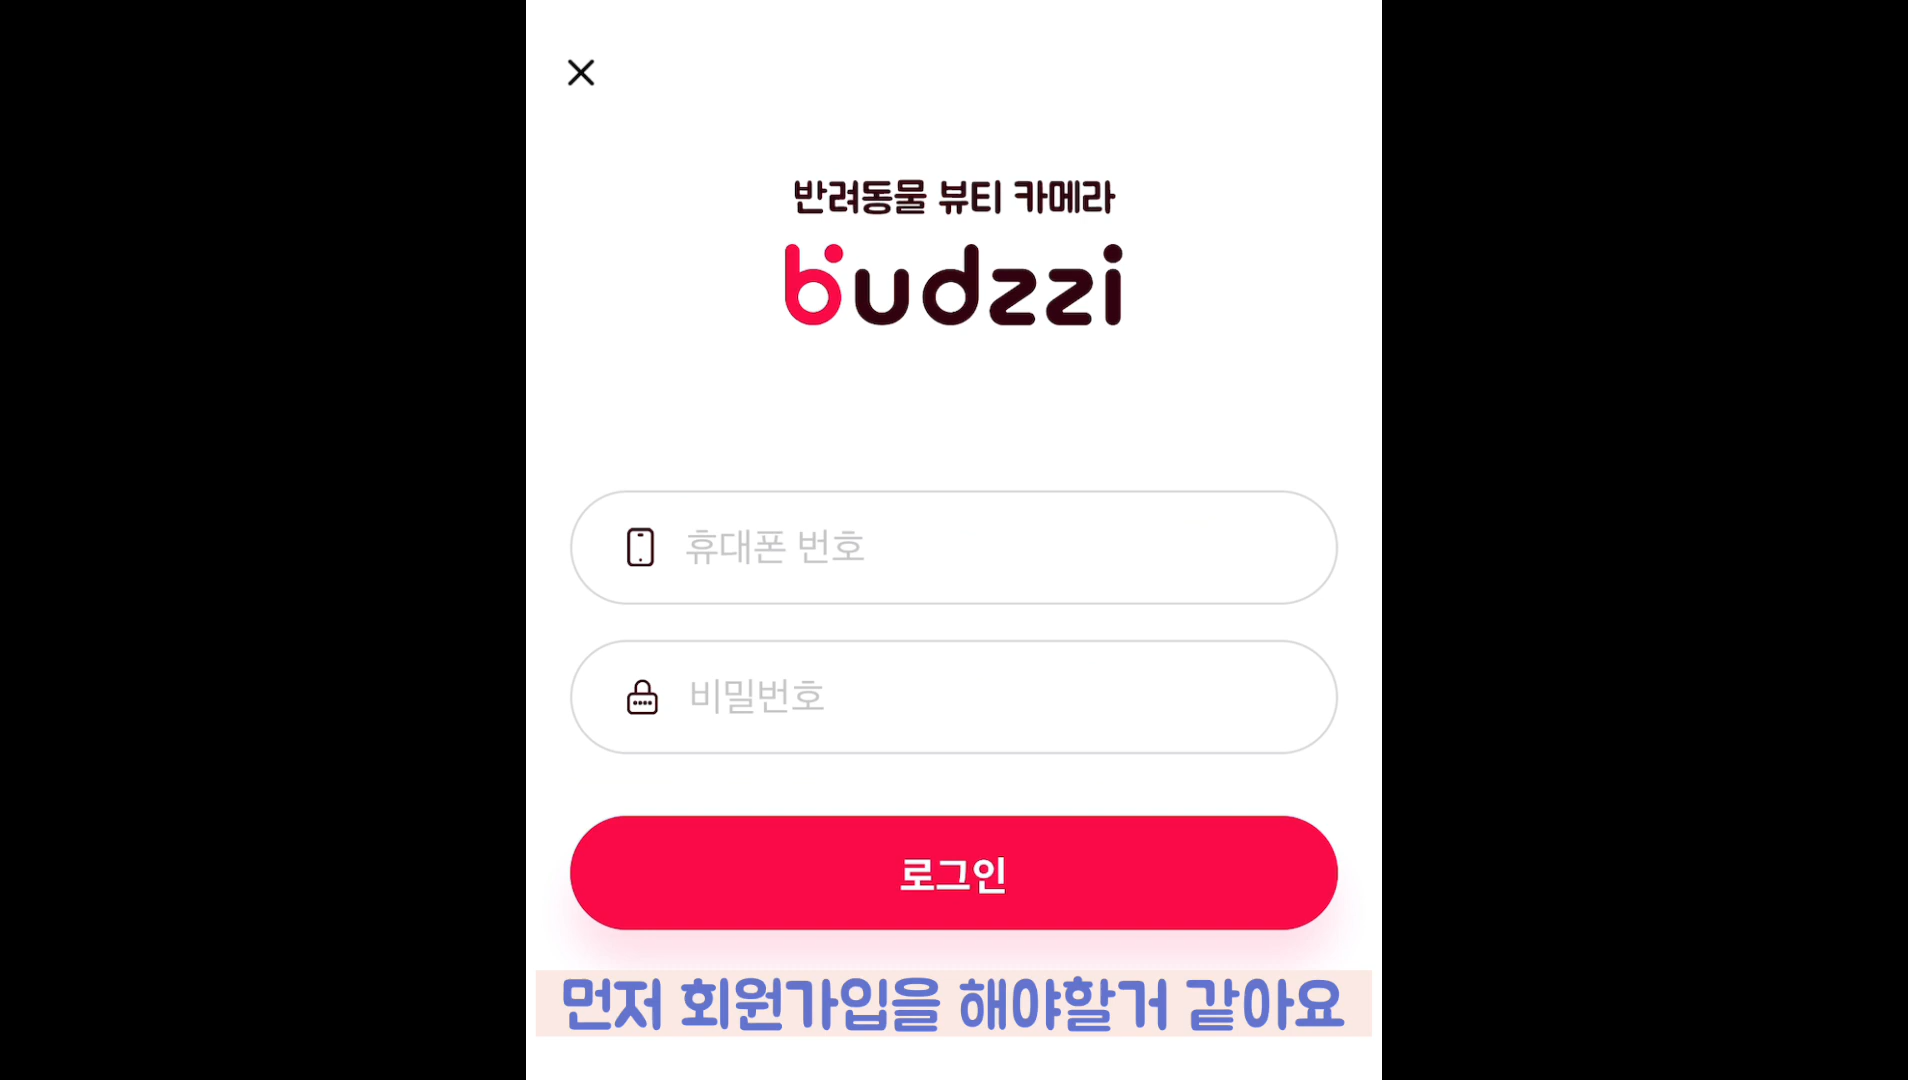 반려동물 뷰티 카메라
budzzi
휴대폰 번호
비밀번호
로그인
먼저 회원가입을 해야할거 같아요